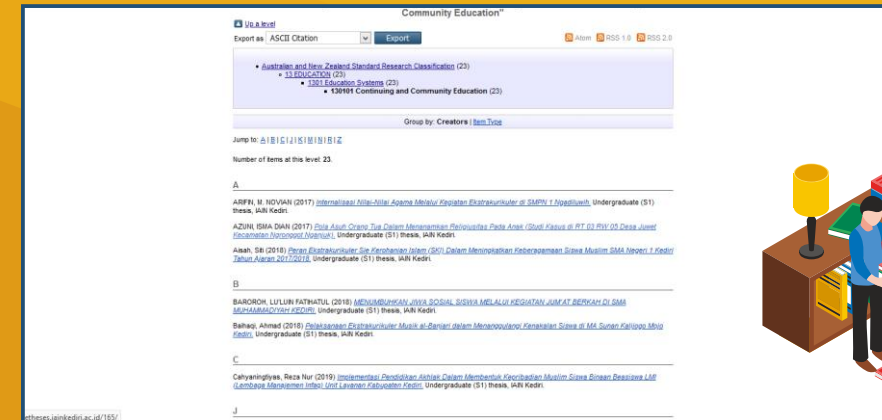 Community Education"
Up a level
Export as ASCII Citation Export Atom RSS 1.0 RSS 2.0
Australian and New Zealand Standard Research Classification (23)
13 EDUCATION (23)
1301 Education Systems (23)
130101 Continuing and Community Education (23)
Group by: Creators | Item Type
Jump to: A | B | C | J | K | M | N | R | Z
Number of items at this level: 23.
A
ARIFIN, M. NOVIAN (2017) Internalisasi Nilai-Nilai Agama Melalui Kegiatan Ekstrakurikuler di SMPN 1 Ngadiluwih. Undergraduate (S1)
thesis, IAIN Kediri.
AZUNI, ISMA DIAN (2017) Pola Asuh Orang Tua Dalam Menanamkan Religiusitas Pada Anak (Studi Kasus di RT 03 RW 05 Desa Juwet
Kecamatan Ngronggot Nganjuk). Undergraduate (S1) thesis, IAIN Kediri.
Aisah, Siti (2018) Peran Ekstrakurikuler Sie Kerohanian Islam (SKI) Dalam Meningkatkan Keberagamaan Siswa Muslim SMA Negeri 1 Kediri
Tahun Ajaran 2017/2018. Undergraduate (S1) thesis, IAIN Kediri.
B
BAROROH, LU'LUIN FATIHATUL (2018) MENUMBUHKAN JIWA SOSIAL SISWA MELALUI KEGIATAN JUM'AT BERKAH DI SMA
MUHAMMADIYAH KEDIRI. Undergraduate (S1) thesis, IAIN Kediri.
Baihaqi, Ahmad (2018) Pelaksanaan Ekstrakurikuler Musik al-Banjari dalam Menanggulangi Kenakalan Siswa di MA Sunan Kalijogo Mojo
Kediri. Undergraduate (S1) thesis, IAIN Kediri.
C
Cahyaningtiyas, Reza Nur (2019) Implementasi Pendidikan Akhlak Dalam Membentuk Kepribadian Muslim Siswa Binaan Beasiswa LMI
(Lembaga Manajemen Infaq) Unit Layanan Kabupaten Kediri. Undergraduate (S1) thesis, IAIN Kediri.
J
etheses.iainkediri.ac.id/165/